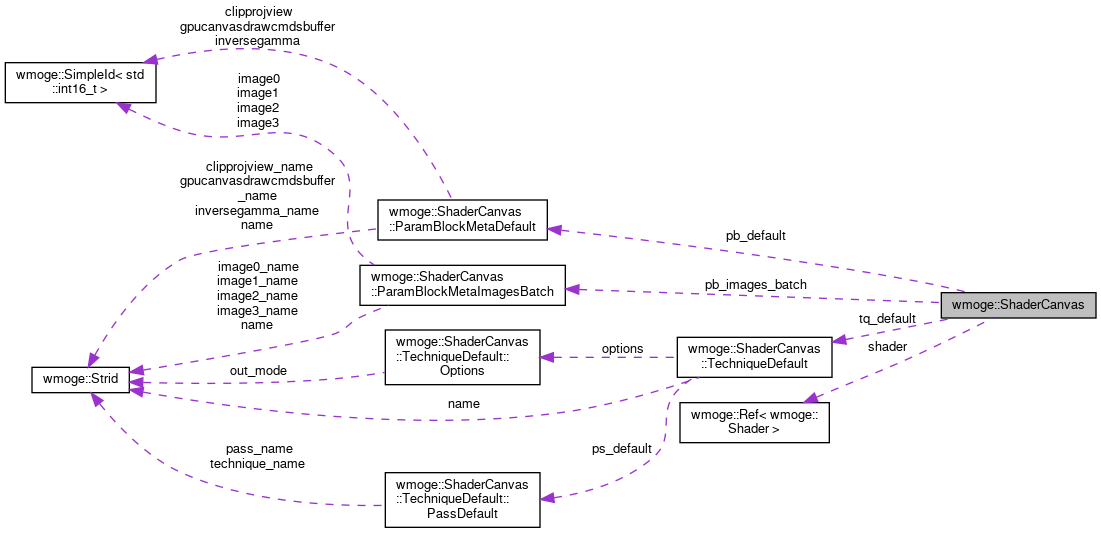 clipprojview
gpucanvasdrawcmdsbuffer
inversegamma
wmoge::SimpleId< std
::int16_t >
image0
image1
image2
image3
clipprojview_name
gpucanvasdrawcmdsbuffer
_name
inversegamma_name
name
wmoge::ShaderCanvas
::ParamBlockMetaDefault
pb_default
image0_name
image1_name
image2_name
image3_name
name
wmoge::ShaderCanvas
::ParamBlockMetaImagesBatch
pb_images_batch
wmoge::ShaderCanvas
tq_default
shader
wmoge::ShaderCanvas
::TechniqueDefault::
Options
options
wmoge::ShaderCanvas
::TechniqueDefault
out_mode
wmoge::Strid
name
wmoge::Ref< wmoge::
Shader >
ps_default
pass_name
technique_name
wmoge::ShaderCanvas
::TechniqueDefault::
PassDefault